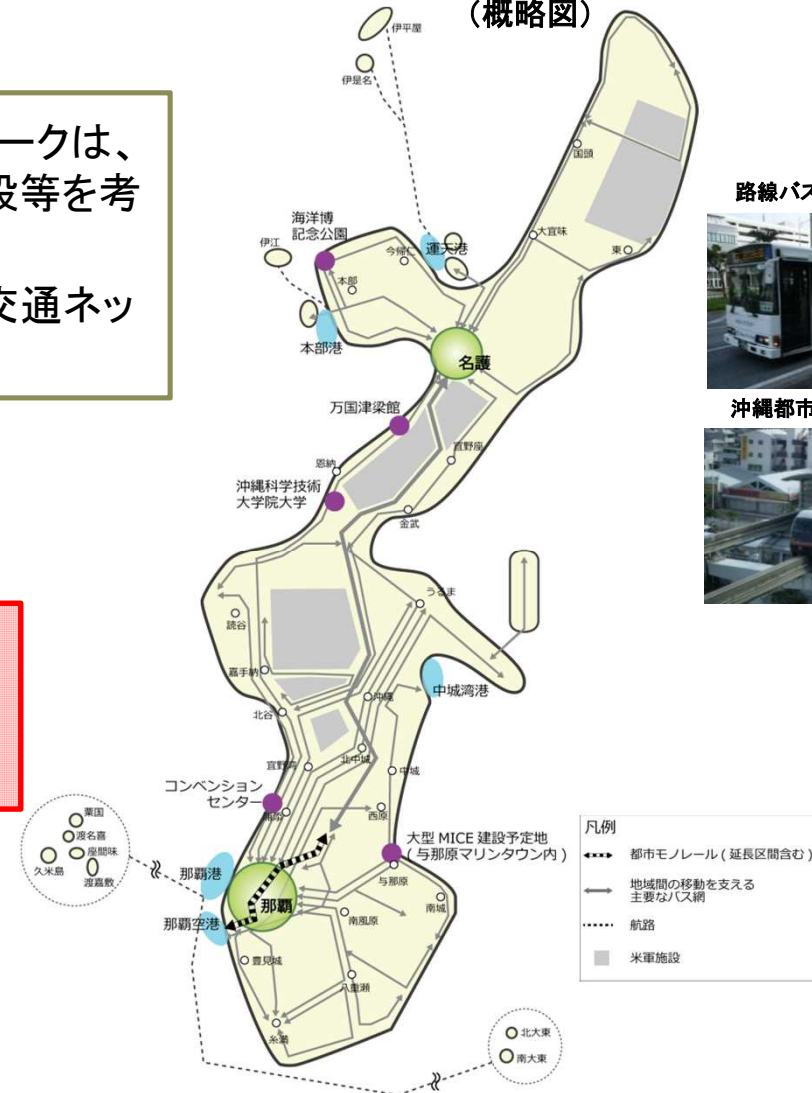 (概略図)
ークは、
設等を考
交通ネッ
路線バス
沖縄都市
伊平屋
伊是名
国頭
海洋博
記念公園
伊江
今帰仁
運天港
大宜味
東
本部
本部港
名護
万国津梁館
宜野座
恩納
沖縄科学技術
大学院大学
金武
うるま
読谷
嘉手納
中城湾港
沖縄
北谷
北中城
宜野湾
中城
コンベンション
センター
浦添
西原
大型 MICE 建設予定地
(与那原マリンタウン内)
粟国
渡名喜
座間味
久米島
渡嘉敷
那覇港
那覇
与那原
那覇空港
南風原
南城
豊見城
八重瀬
糸満
北大東
南大東
凡例
都市モノレール(延長区間含む)
地域間の移動を支える
主要なバス網
航路
米軍施設